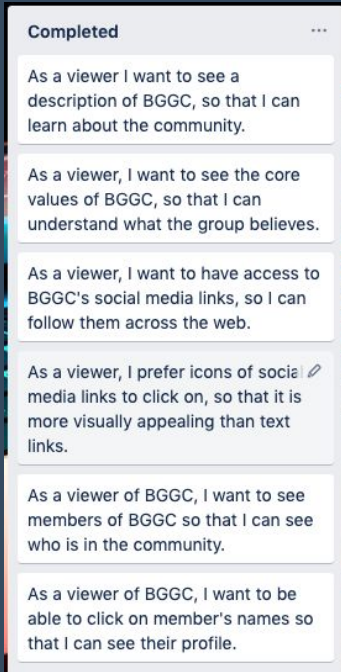 Completed
As a viewer I want to see a
description of BGGC, so that I can
learn about the community.
As a viewer, I want to see the core
values of BGGC, so that I can
understand what the group believes.
As a viewer, I want to have access to
BGGC's social media links, so I can
follow them across the web.
As a viewer, I prefer icons of social
media links to click on, so that it is
more visually appealing than text
links.
As a viewer of BGGC, I want to see
members of BGGC so that I can see
who is in the community.
As a viewer of BGGC, I want to be
able to click on member's names so
that I can see their profile.